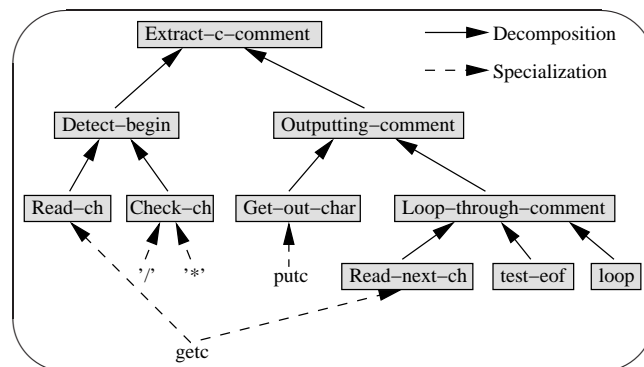 Extract–c–comment
Decomposition
Specialization
Detect–begin
Outputting–comment
Read–ch
Check–ch
Get–out–char
Loop–through–comment
'/'
'*'
putc
Read–next–ch
test–eof
loop
getc